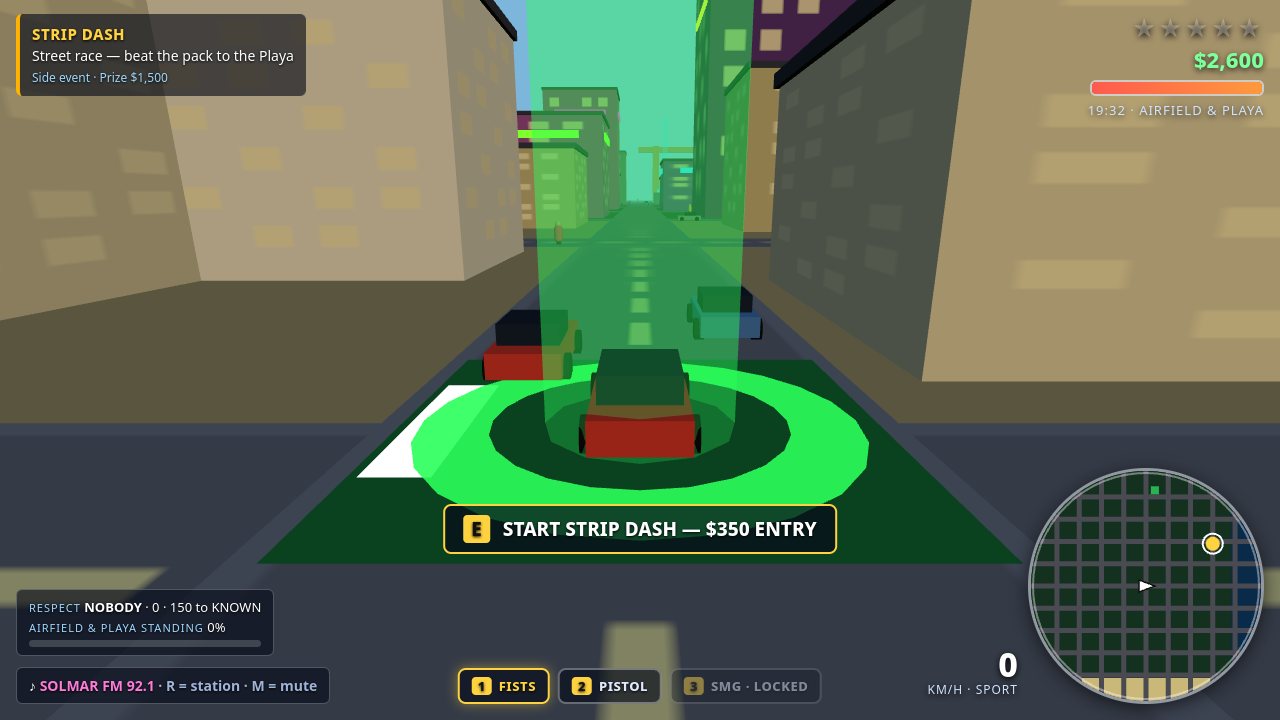 STRIP DASH
Street race — beat the pack to the Playa
Side event · Prize $1,500
★★★★★
$2,600
19:32 · AIRFIELD & PLAYA
E START STRIP DASH — $350 ENTRY
RESPECT NOBODY · 0 · 150 to KNOWN
AIRFIELD & PLAYA STANDING 0%
♪ SOLMAR FM 92.1 · R = station · M = mute
1 FISTS
2 PISTOL
3 SMG · LOCKED
0
KM/H · SPORT